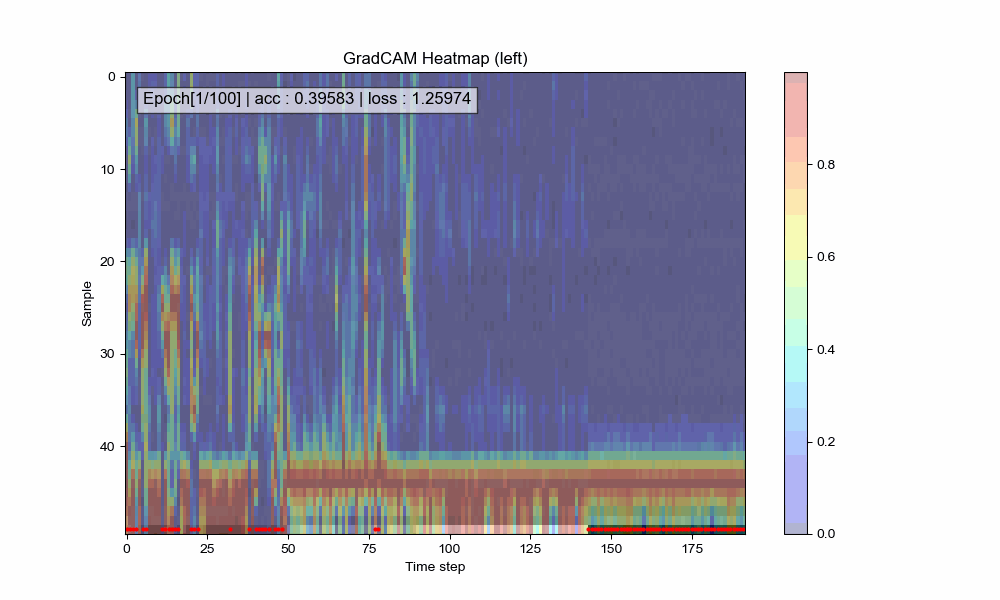 GradCAM Heatmap (left)
Epoch[1/100] | acc : 0.39583 | loss : 1.25974
Sample
0
10
20
30
40
0 25 50 75 100 125 150 175
Time step
0.8
0.6
0.4
0.2
0.0